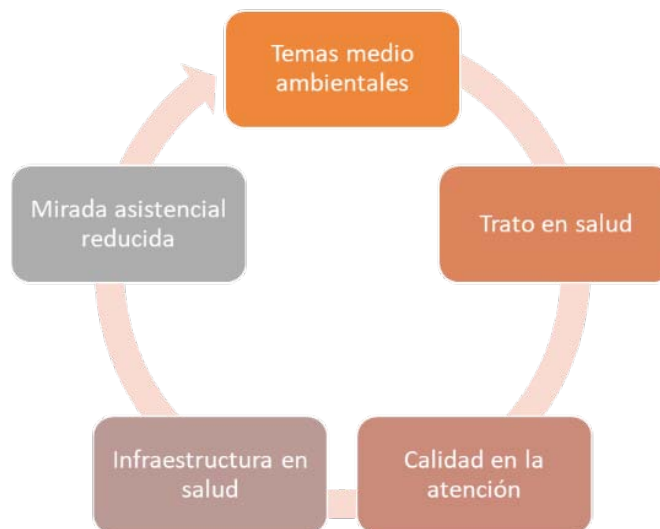 Temas medio
ambientales
Trato en salud
Calidad en la
atención
Infraestructura en
salud
Mirada asistencial
reducida